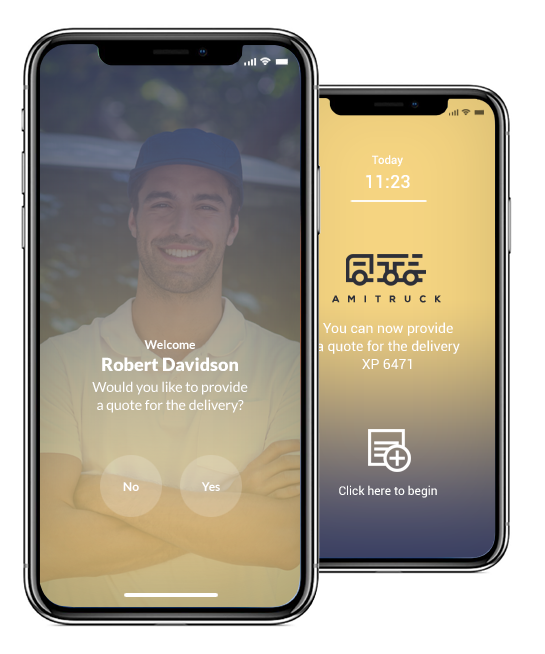 Welcome
Robert Davidson
Would you like to provide
a quote for the delivery?
No
Yes
Today
11:23
AMITRUCK
You can now provide
a quote for the delivery
XP 6471
Click here to begin